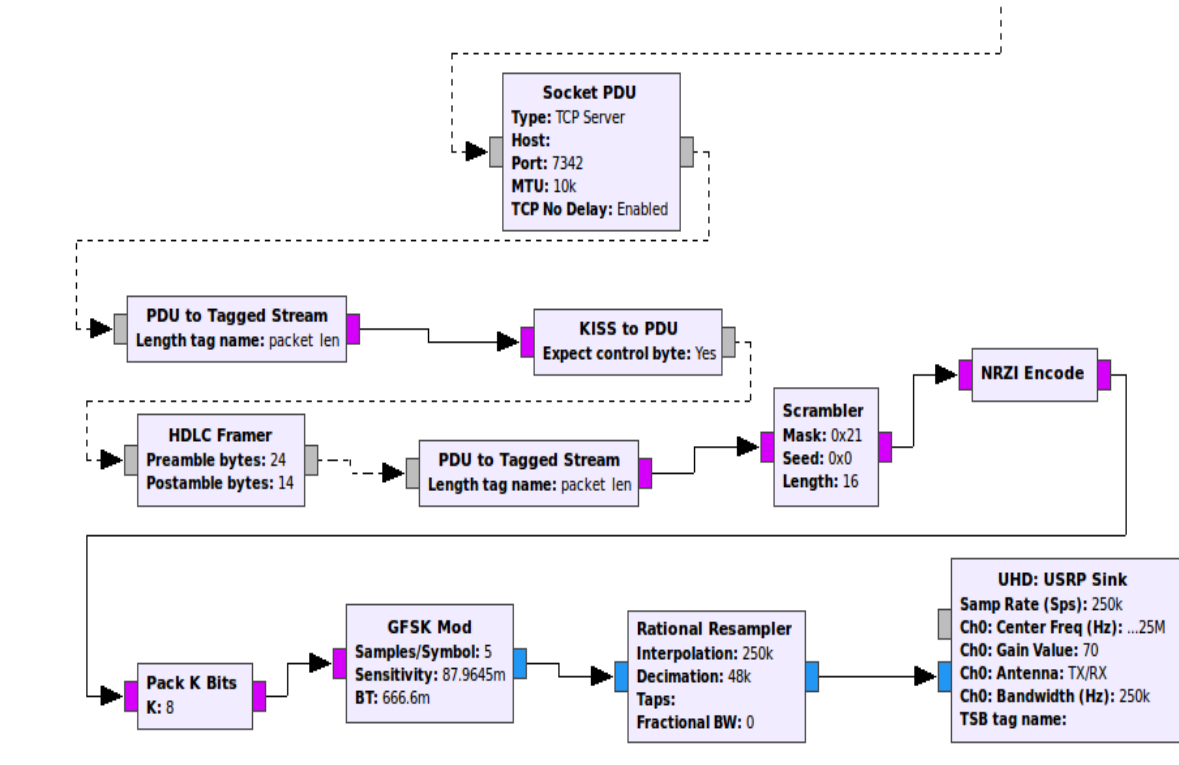 Socket PDU
Type: TCP Server
Host:
Port: 7342
MTU: 10k
TCP No Delay: Enabled
PDU to Tagged Stream
Length tag name: packet_len
KISS to PDU
Expect control byte: Yes
HDLC Framer
Preamble bytes: 24
Postamble bytes: 14
PDU to Tagged Stream
Length tag name: packet_len
Scrambler
Mask: 0x21
Seed: 0x0
Length: 16
NRZI Encode
Pack K Bits
K: 8
GFSK Mod
Samples/Symbol: 5
Sensitivity: 87.9645m
BT: 666.6m
Rational Resampler
Interpolation: 250k
Decimation: 48k
Taps:
Fractional BW: 0
UHD: USRP Sink
Samp Rate (Sps): 250k
Ch0: Center Freq (Hz): ...25M
Ch0: Gain Value: 70
Ch0: Antenna: TX/RX
Ch0: Bandwidth (Hz): 250k
TSB tag name: